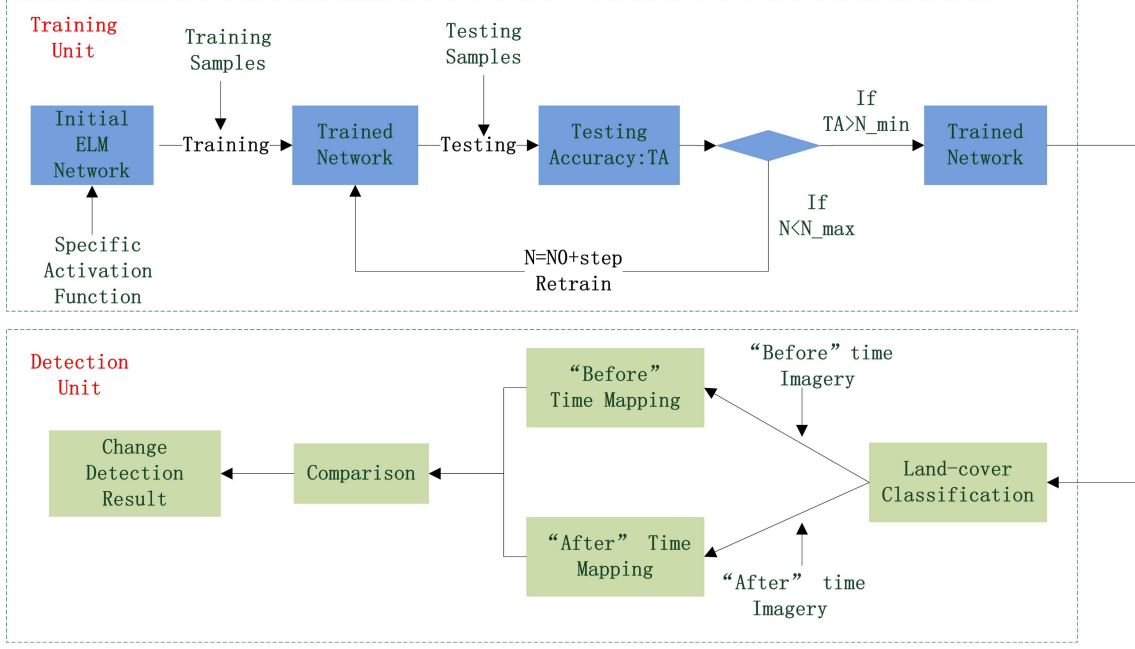 Training
Unit
Training
Samples
Testing
Samples
Initial
ELM
Network
Training
Trained
Network
Testing
Testing
Accuracy:TA
If
TA>N_min
Trained
Network
If
N<N_max
Specific
Activation
Function
N=N0+step
Retrain
Detection
Unit
“Before”
Time Mapping
“Before”time
Imagery
Change
Detection
Result
Comparison
Land-cover
Classification
“After” Time
Mapping
“After” time
Imagery